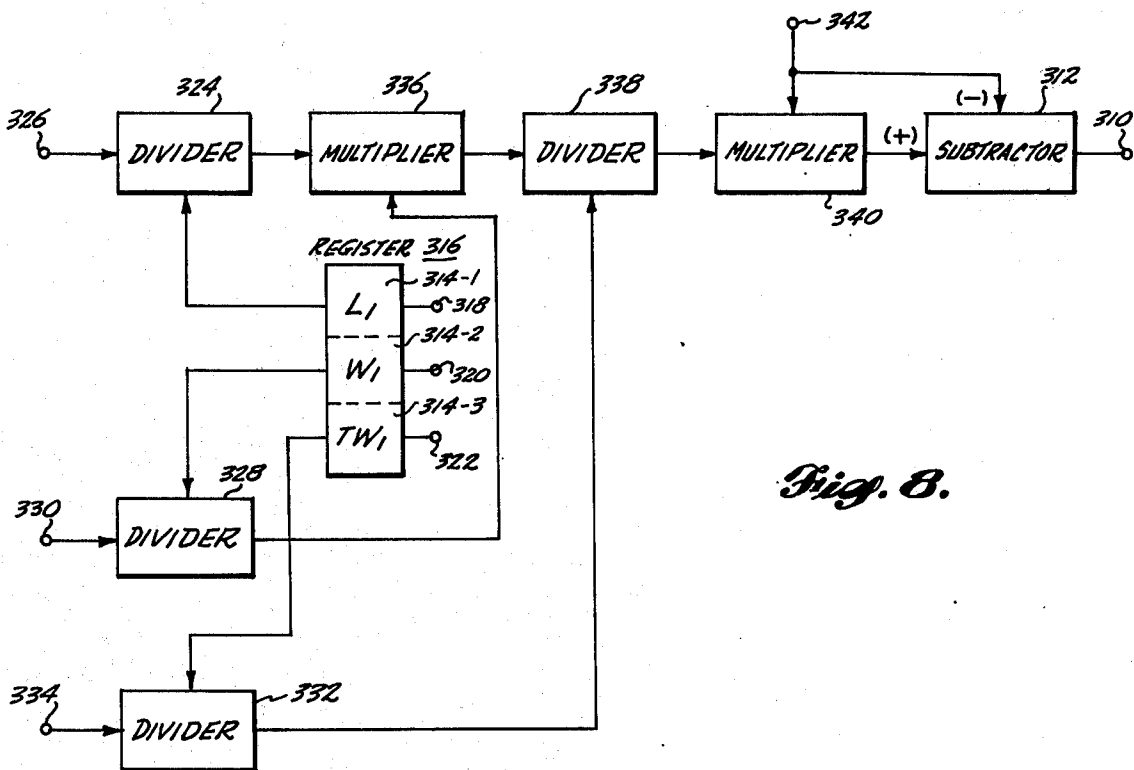 342
324
336
338
312
326
(-)
310
DIVIDER
MULTIPLIER
DIVIDER
MULTIPLIER
(+)
SUBTRACTOR
340
REGISTER 316
314-1
L1
318
314-2
W1
320
314-3
TW1
322
328
330
DIVIDER
Fig. 8.
334
332
DIVIDER